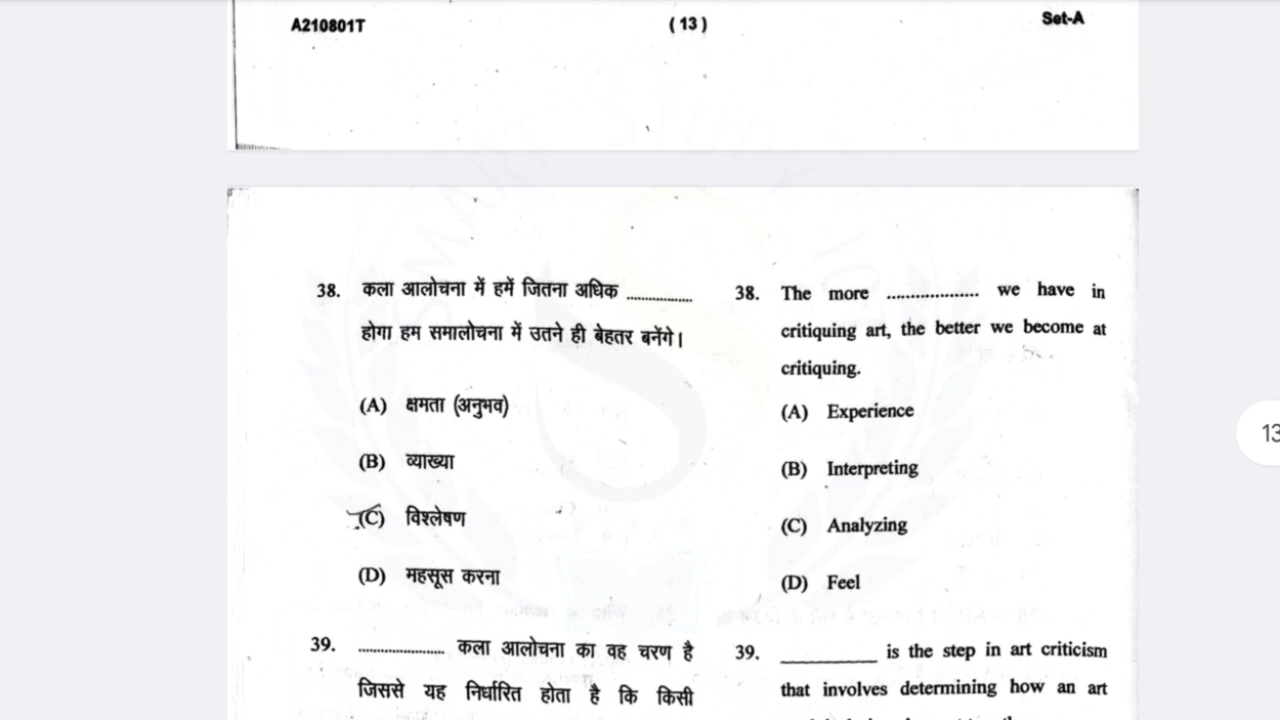 A210801T ( 13 ) Set-A
38. कला आलोचना में हमें जितना अधिक ...................
होगा हम समालोचना में उतने ही बेहतर बनेंगे।
(A) क्षमता (अनुभव)
(B) व्याख्या
(C) विश्लेषण
(D) महसूस करना
39. ......................... कला आलोचना का वह चरण है
जिससे यह निर्धारित होता है कि किसी
38. The more ................... we have in
critiquing art, the better we become at
critiquing.
(A) Experience
(B) Interpreting
(C) Analyzing
(D) Feel
39. __________ is the step in art criticism
that involves determining how an art
13
SMART STUDY